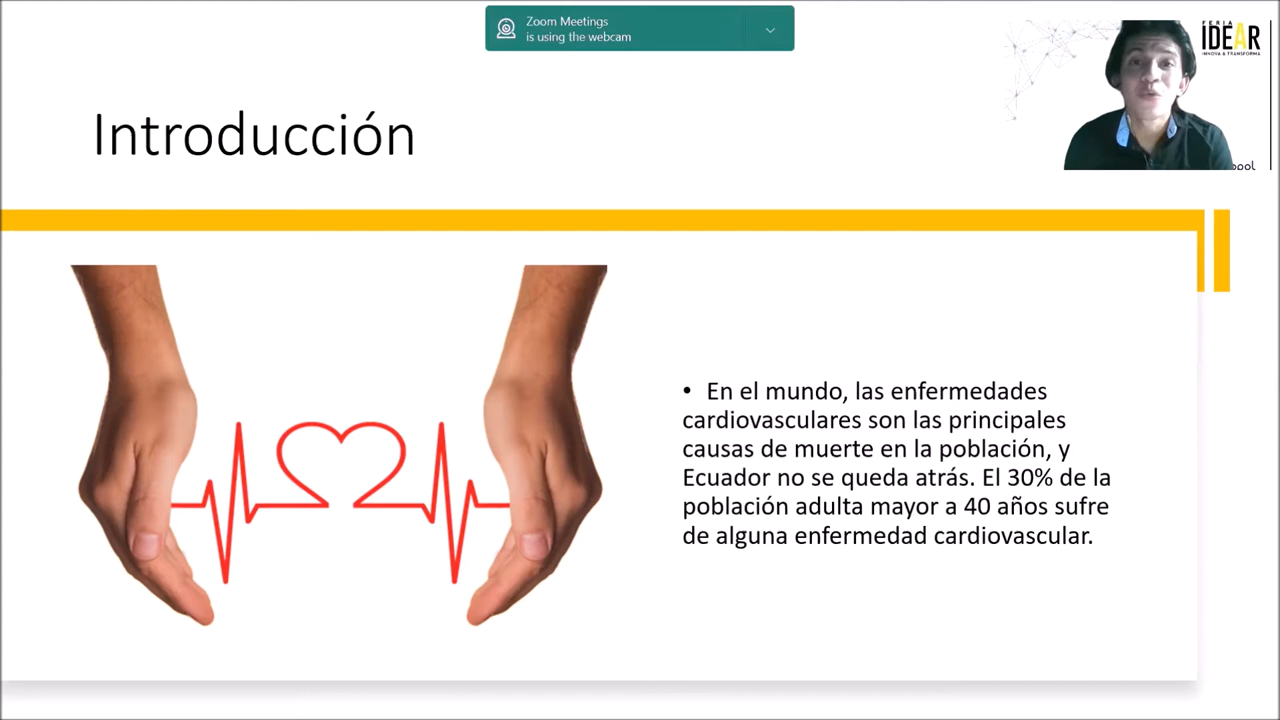 Zoom Meetings
is using the webcam
FERIA
IDEAR
INNOVA & TRANSFORMA
Introducción
• En el mundo, las enfermedades
cardiovasculares son las principales
causas de muerte en la población, y
Ecuador no se queda atrás. El 30% de la
población adulta mayor a 40 años sufre
de alguna enfermedad cardiovascular.